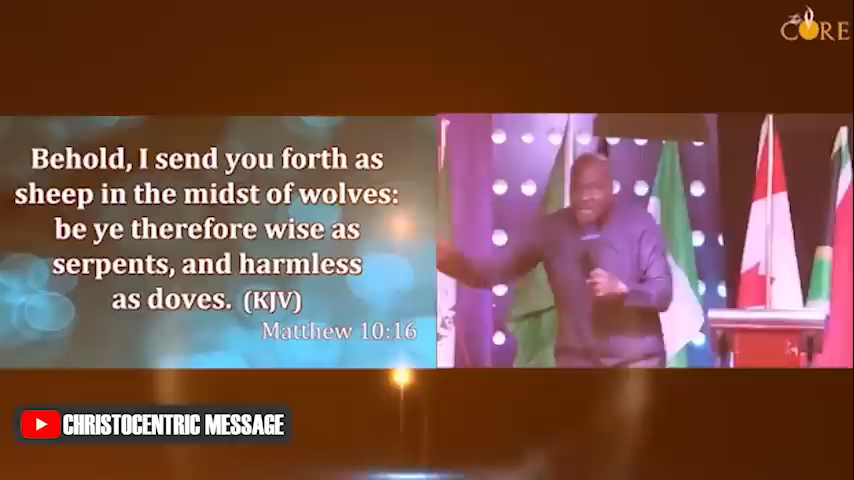 The CORE
Behold, I send you forth as
sheep in the midst of wolves:
be ye therefore wise as
serpents, and harmless
as doves. (KJV)
Matthew 10:16
CHRISTOCENTRIC MESSAGE